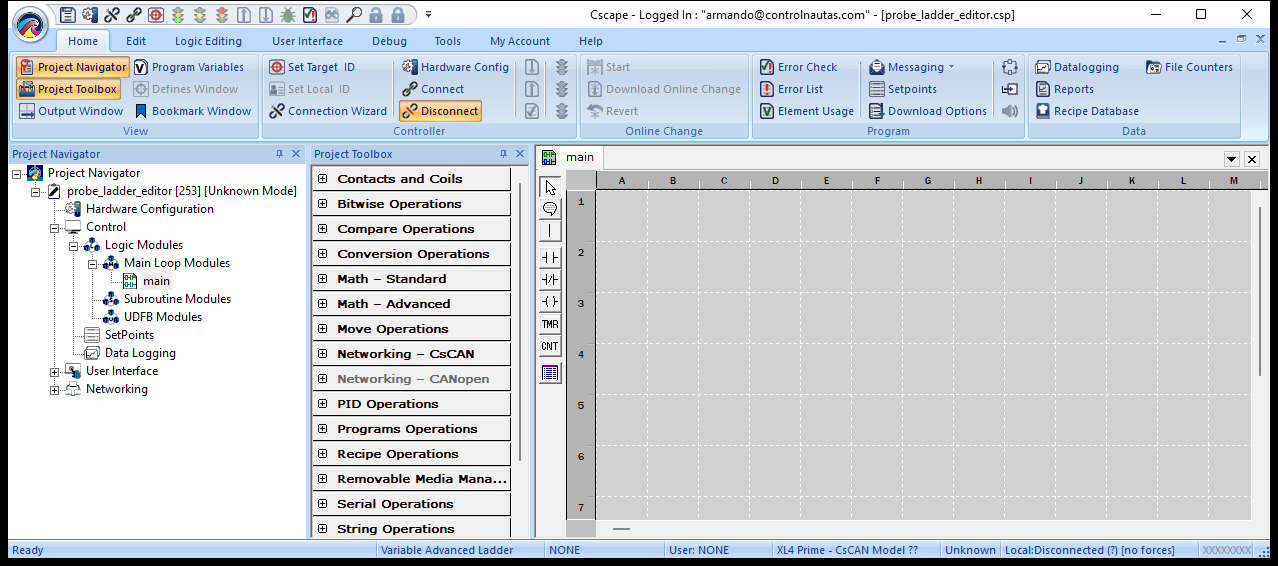 Cscape - Logged In : "armando@controlnautas.com" - [probe_ladder_editor.csp]
Home Edit Logic Editing User Interface Debug Tools My Account Help
Project Navigator Program Variables Set Target ID Hardware Config Start Error Check Messaging Datalogging File Counters
Project Toolbox Defines Window Set Local ID Connect Download Online Change Error List Setpoints Reports
Output Window Bookmark Window Connection Wizard Disconnect Revert Element Usage Download Options Recipe Database
View Controller Online Change Program Data
Project Navigator
Project Navigator
probe_ladder_editor [253] [Unknown Mode]
Hardware Configuration
Control
Logic Modules
Main Loop Modules
main
Subroutine Modules
UDFB Modules
SetPoints
Data Logging
User Interface
Networking
Project Toolbox
Contacts and Coils
Bitwise Operations
Compare Operations
Conversion Operations
Math – Standard
Math – Advanced
Move Operations
Networking – CsCAN
Networking – CANopen
PID Operations
Programs Operations
Recipe Operations
Removable Media Mana...
Serial Operations
String Operations
main
TMR
CNT
A B C D E F G H I J K L M
1
2
3
4
5
6
7
Ready Variable Advanced Ladder NONE User: NONE XL4 Prime - CsCAN Model ?? Unknown Local:Disconnected (?) [no forces] XXXXXXXX